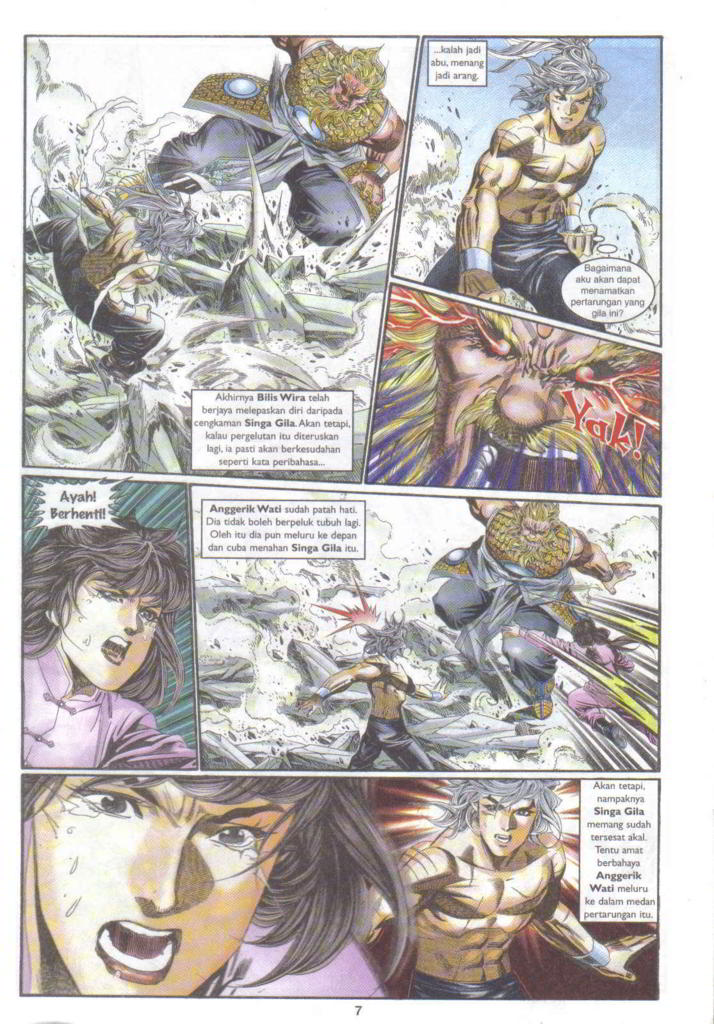 Akhirnya Bilis Wira telah
berjaya melepaskan diri daripada
cengkaman Singa Gila. Akan tetapi,
kalau pergelutan itu diteruskan
lagi, ia pasti akan berkesudahan
seperti kata peribahasa...
...kalah jadi
abu, menang
jadi arang.
Bagaimana
aku akan dapat
menamatkan
pertarungan yang
gila ini?
Yak!
Ayah!
Berhenti!
Anggerik Wati sudah patah hati.
Dia tidak boleh berpeluk tubuh lagi.
Oleh itu dia pun meluru ke depan
dan cuba menahan Singa Gila itu.
Akan tetapi,
nampaknya
Singa Gila
memang sudah
tersesat akal.
Tentu amat
berbahaya
Anggerik
Wati meluru
ke dalam medan
pertarungan itu.
7